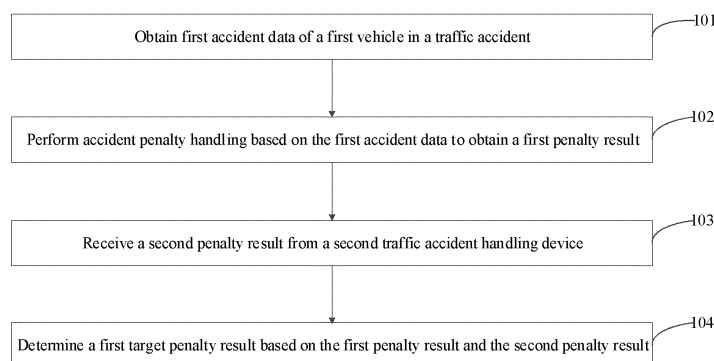 101
Obtain first accident data of a first vehicle in a traffic accident
102
Perform accident penalty handling based on the first accident data to obtain a first penalty result
103
Receive a second penalty result from a second traffic accident handling device
104
Determine a first target penalty result based on the first penalty result and the second penalty result